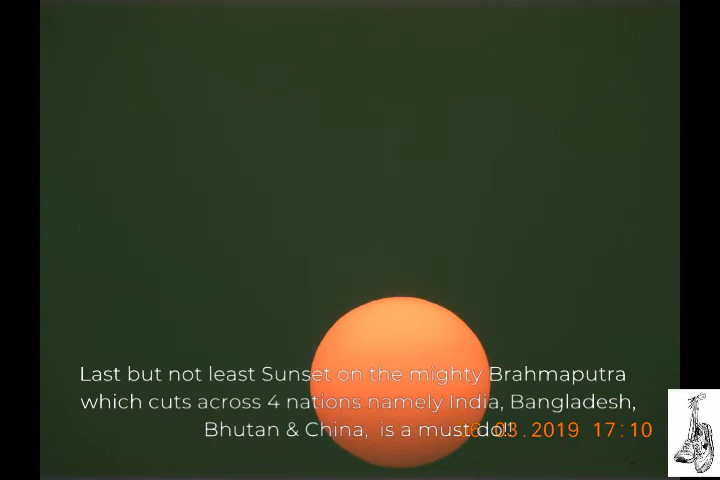 Last but not least Sunset on the mighty Brahmaputra
which cuts across 4 nations namely India, Bangladesh,
Bhutan & China, is a must do!!
6.03.2019 17:10